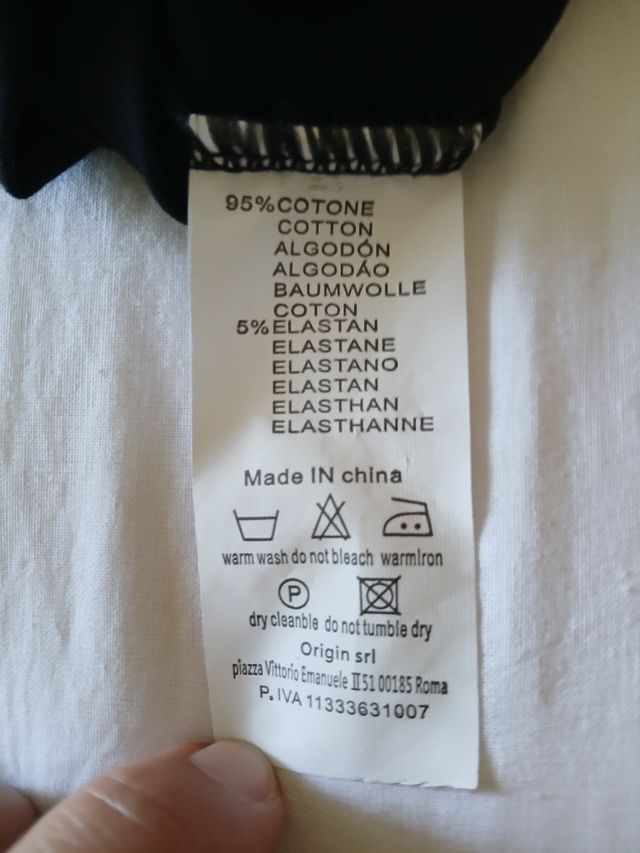 95%COTONE
COTTON
ALGODÓN
ALGODÁO
BAUMWOLLE
COTON
5%ELASTAN
ELASTANE
ELASTANO
ELASTAN
ELASTHAN
ELASTHANNE
Made IN china
warm wash do not bleach warmIron
P
dry cleanble do not tumble dry
Origin srl
piazza Vittorio Emanuele II 51 00185 Roma
P. IVA 11333631007